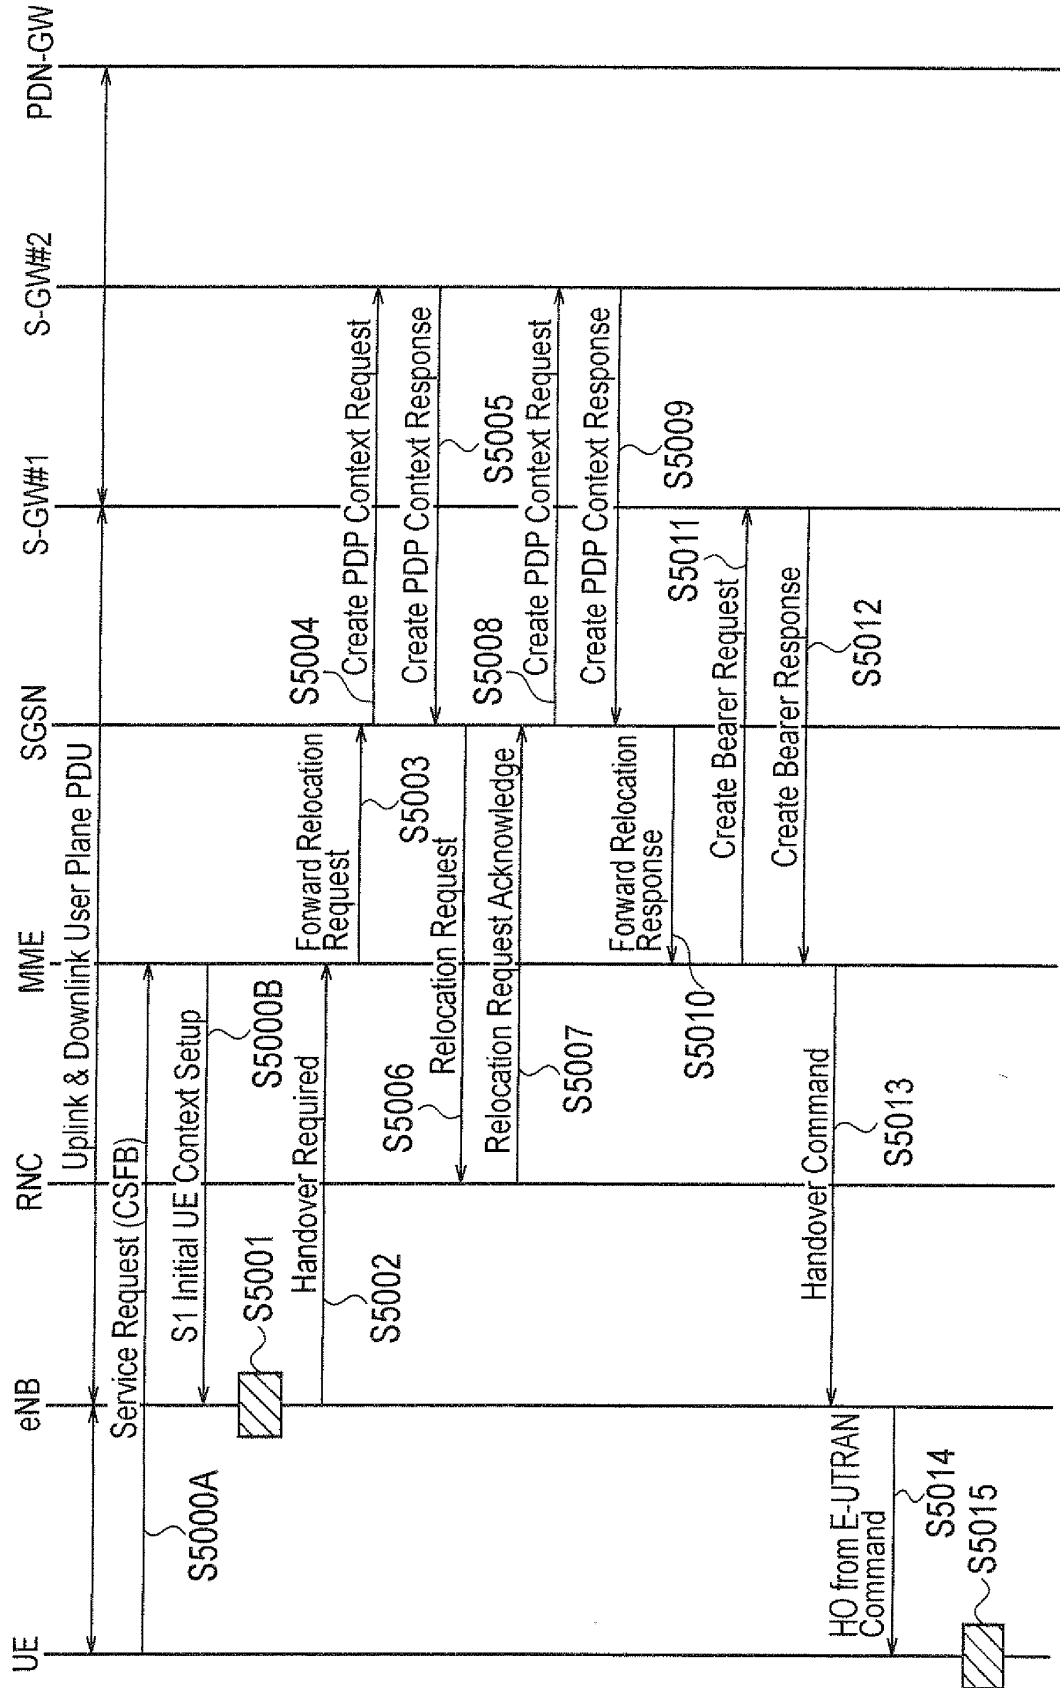 UE
eNB
RNC
MME
SGSN
S-GW#1
S-GW#2
PDN-GW
Uplink & Downlink User Plane PDU
Service Request (CSFB)
S5000A
S1 Initial UE Context Setup
S5000B
S5001
Handover Required
S5002
Forward Relocation
Request
S5003
S5004
Create PDP Context Request
Create PDP Context Response
S5005
Relocation Request
S5006
Relocation Request Acknowledge
S5007
S5008
Create PDP Context Request
Create PDP Context Response
S5009
Forward Relocation
Response
S5010
S5011
Create Bearer Request
Create Bearer Response
S5012
Handover Command
S5013
HO from E-UTRAN
Command
S5014
S5015